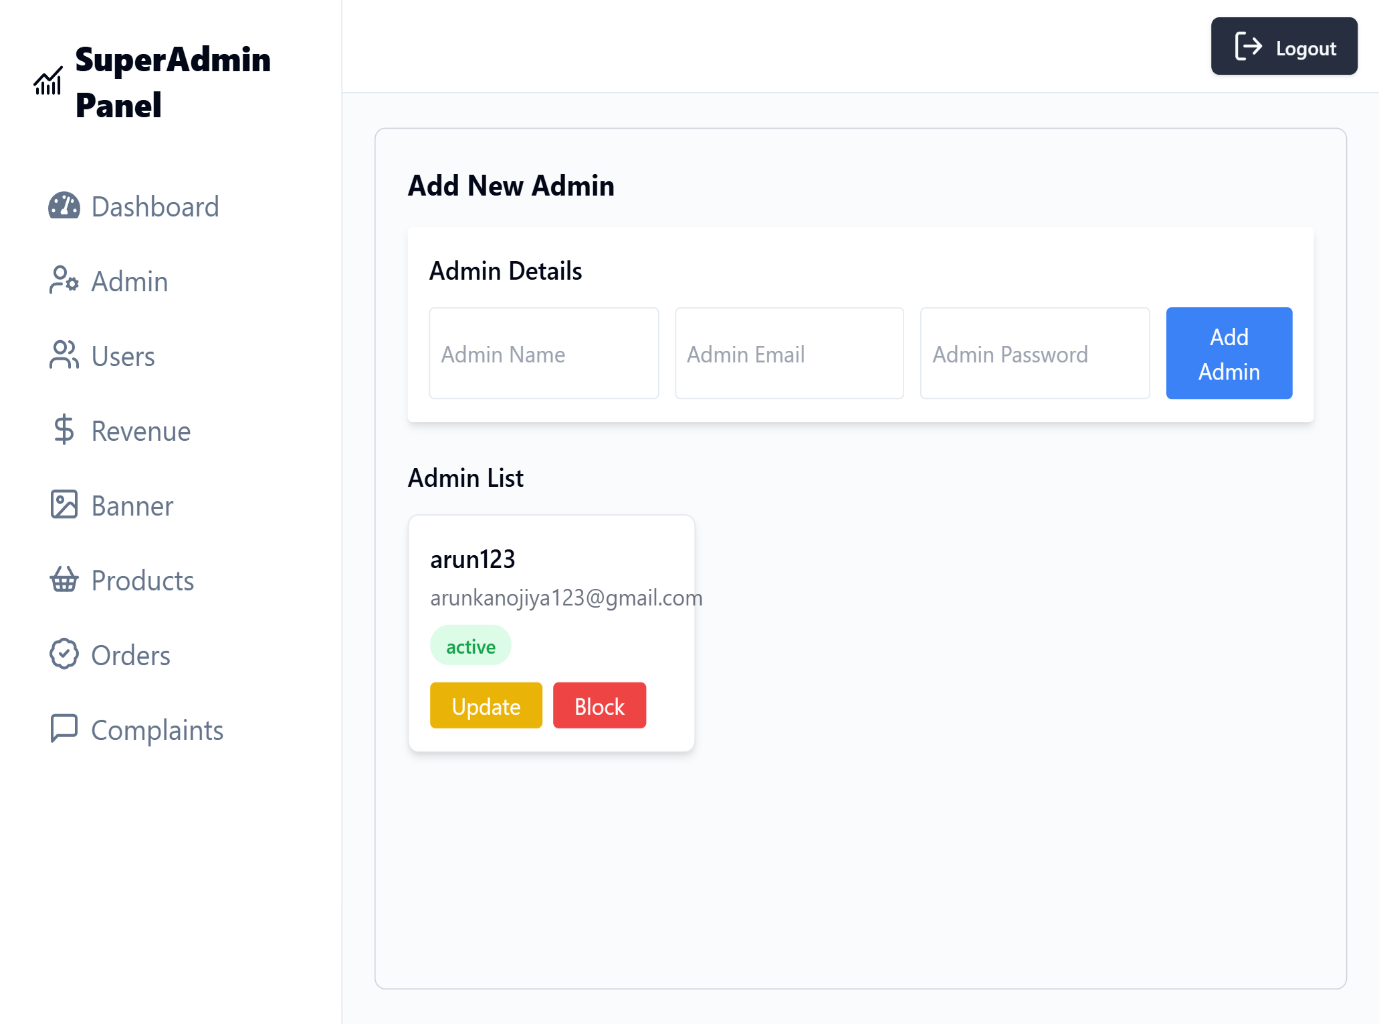 SuperAdmin
Panel
Dashboard
Admin
Users
Revenue
Banner
Products
Orders
Complaints
Logout
Add New Admin
Admin Details
Admin Name
Admin Email
Admin Password
Add
Admin
Admin List
arun123
arunkanojiya123@gmail.com
active
Update
Block